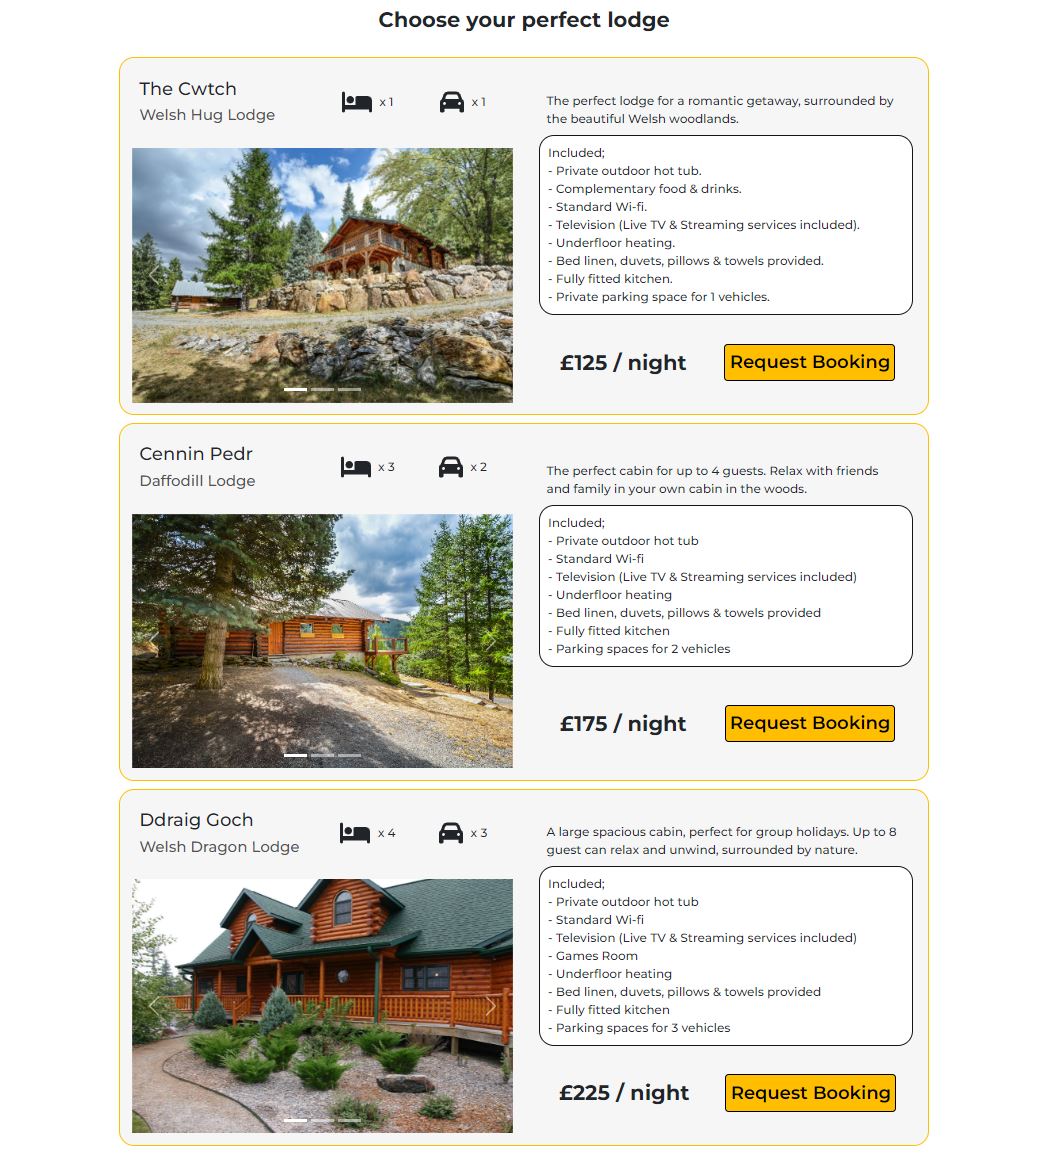 Choose your perfect lodge
The Cwtch
Welsh Hug Lodge
x 1
x 1
The perfect lodge for a romantic getaway, surrounded by
the beautiful Welsh woodlands.
Included;
- Private outdoor hot tub.
- Complementary food & drinks.
- Standard Wi-fi.
- Television (Live TV & Streaming services included).
- Underfloor heating.
- Bed linen, duvets, pillows & towels provided.
- Fully fitted kitchen.
- Private parking space for 1 vehicles.
£125 / night
Request Booking
Cennin Pedr
Daffodill Lodge
x 3
x 2
The perfect cabin for up to 4 guests. Relax with friends
and family in your own cabin in the woods.
Included;
- Private outdoor hot tub
- Standard Wi-fi
- Television (Live TV & Streaming services included)
- Underfloor heating
- Bed linen, duvets, pillows & towels provided
- Fully fitted kitchen
- Parking spaces for 2 vehicles
£175 / night
Request Booking
Ddraig Goch
Welsh Dragon Lodge
x 4
x 3
A large spacious cabin, perfect for group holidays. Up to 8
guest can relax and unwind, surrounded by nature.
Included;
- Private outdoor hot tub
- Standard Wi-fi
- Television (Live TV & Streaming services included)
- Games Room
- Underfloor heating
- Bed linen, duvets, pillows & towels provided
- Fully fitted kitchen
- Parking spaces for 3 vehicles
£225 / night
Request Booking